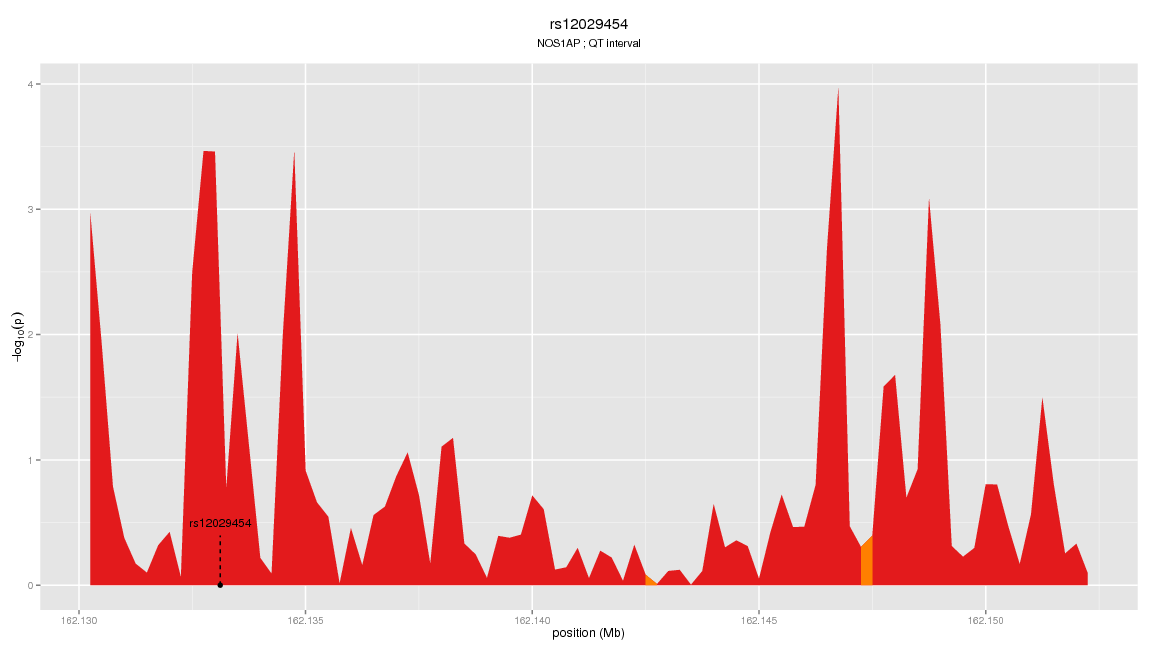 rs12029454
NOS1AP ; QT interval
4
3
2
1
0
−log10(p)
rs12029454
162.130
162.135
162.140
162.145
162.150
position (Mb)